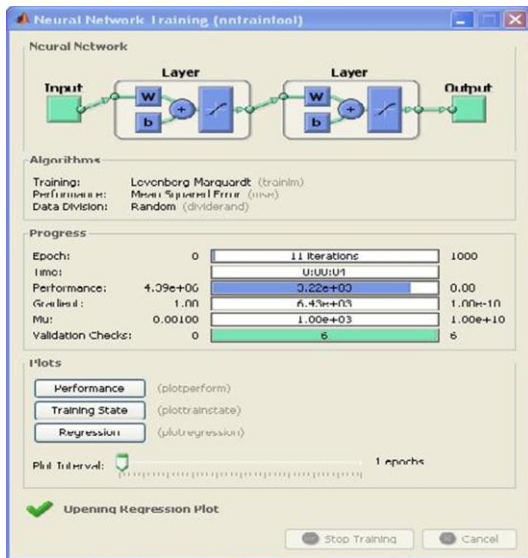 Neural Network Training (nntraintool)
Neural Network
Layer
Layer
Input
W
b
+
W
b
+
Output
Algorithms
Training: Levenberg Marquardt (trainlm)
Performance: Mean Squared Error (mse)
Data Division: Random (dividerand)
Progress
Epoch: 0 11 iterations 1000
Time: 0:00:04
Performance: 4.39e+06 3.22e+03 0.00
Gradient: 1.00 6.43e+03 1.00e-10
Mu: 0.00100 1.00e+03 1.00e+10
Validation Checks: 0 6 6
Plots
Performance (plotperform)
Training State (plottrainstate)
Regression (plotregression)
Plot Interval: 1 epochs
Opening Regression Plot
Stop Training Cancel